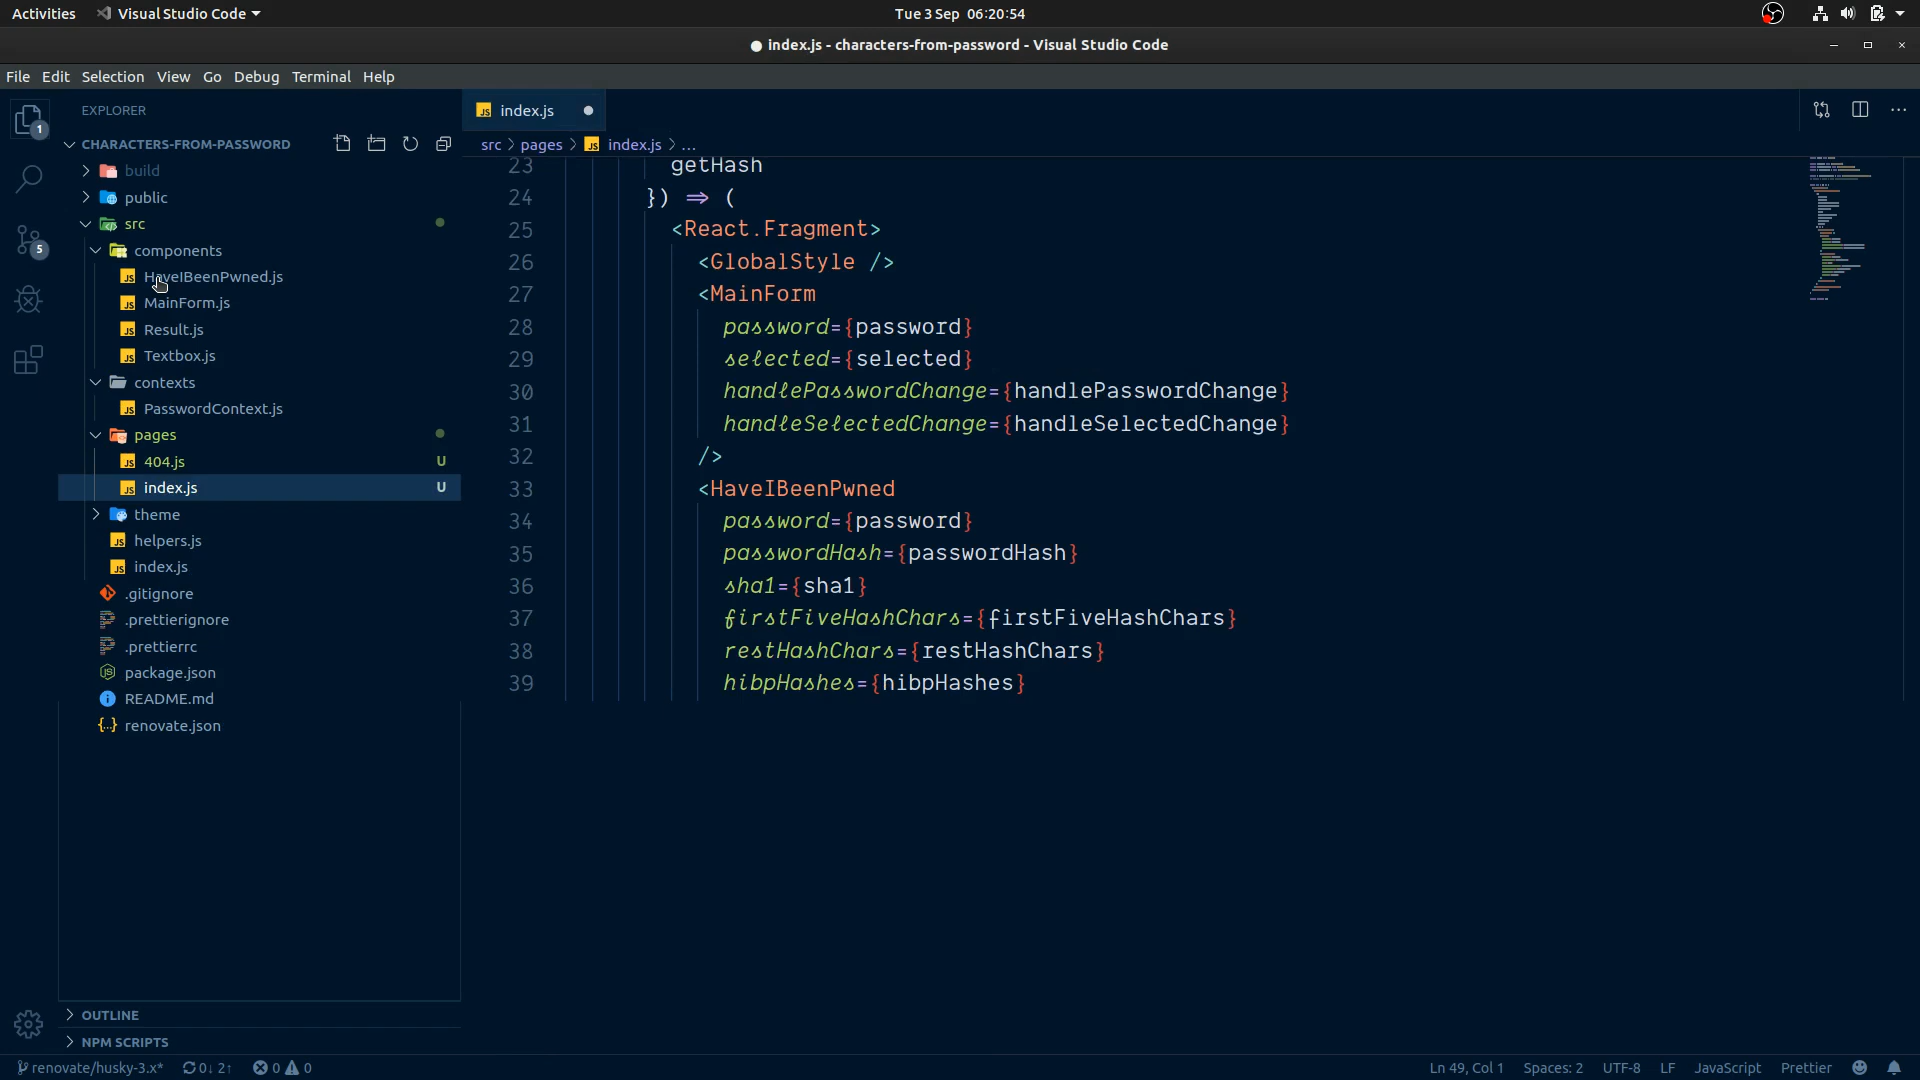 Activities Visual Studio Code Tue 3 Sep 06:20:54
● index.js - characters-from-password - Visual Studio Code
File Edit Selection View Go Debug Terminal Help
EXPLORER
CHARACTERS-FROM-PASSWORD
build
public
src
components
HaveIBeenPwned.js
MainForm.js
Result.js
Textbox.js
contexts
PasswordContext.js
pages
404.js U
index.js U
theme
helpers.js
index.js
.gitignore
.prettierignore
.prettierrc
package.json
README.md
renovate.json
OUTLINE
NPM SCRIPTS
1
5
JS index.js
src > pages > JS index.js > ...
23 getHash
24 }) => (
25 <React.Fragment>
26 <GlobalStyle />
27 <MainForm
28 password={password}
29 selected={selected}
30 handlePasswordChange={handlePasswordChange}
31 handleSelectedChange={handleSelectedChange}
32 />
33 <HaveIBeenPwned
34 password={password}
35 passwordHash={passwordHash}
36 sha1={sha1}
37 firstFiveHashChars={firstFiveHashChars}
38 restHashChars={restHashChars}
39 hibpHashes={hibpHashes}
renovate/husky-3.x* 0↓ 2↑ 0 0 Ln 49, Col 1 Spaces: 2 UTF-8 LF JavaScript Prettier